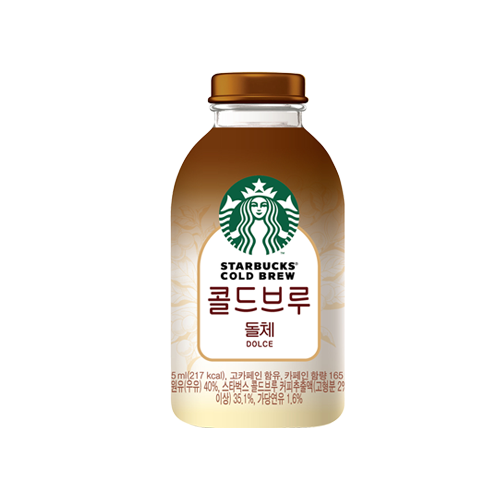 STARBUCKS®
COLD BREW
콜드브루
돌체
DOLCE
5 ml(217 kcal), 고카페인 함유, 카페인 함량 165
원유(우유) 40%, 스타벅스 콜드브루 커피추출액(고형분 2%
이상) 35.1%, 가당연유 1.6%